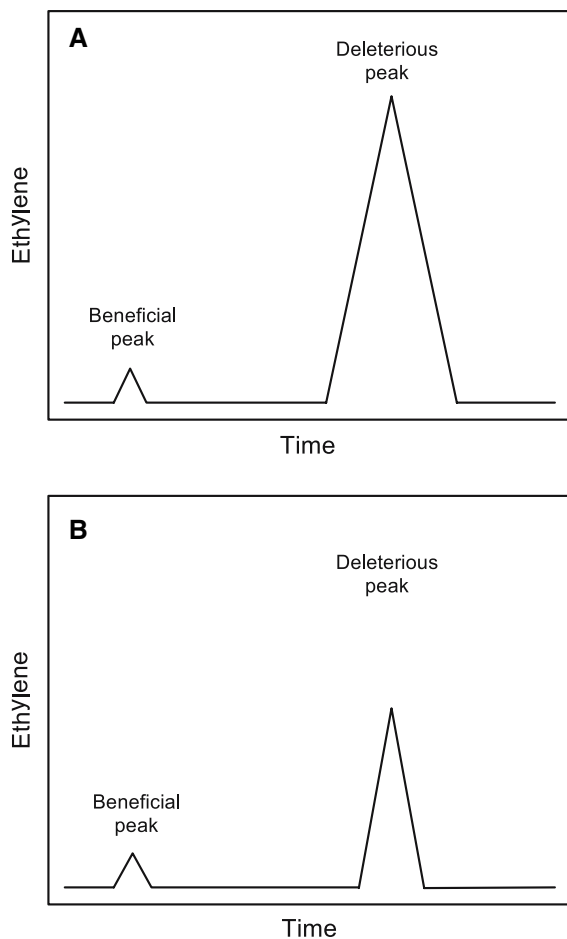 A
Deleterious
peak
Beneficial
peak
Ethylene
Time
B
Deleterious
peak
Beneficial
peak
Ethylene
Time